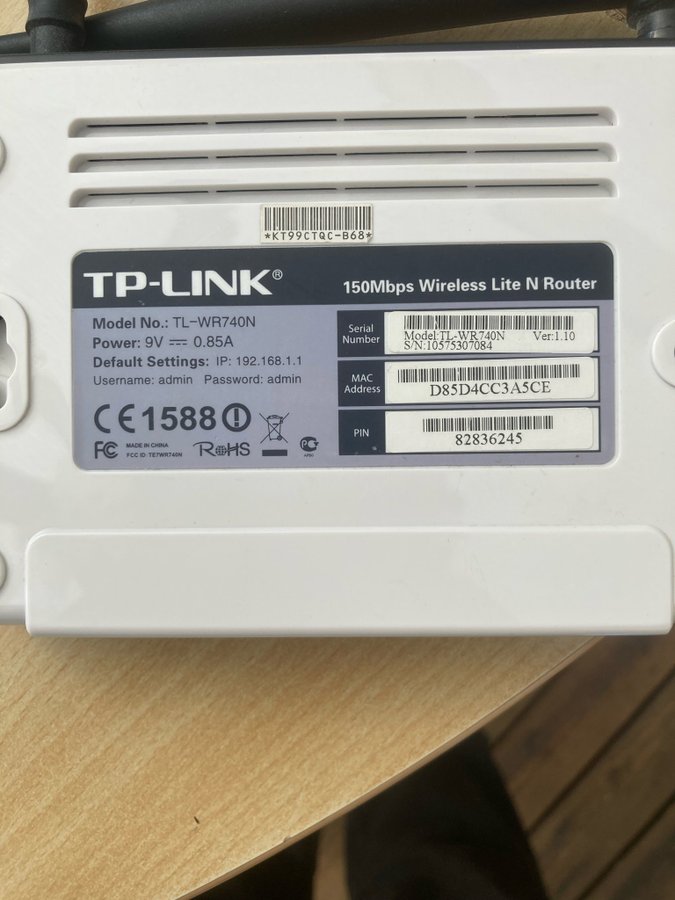 *KT99CTQC-B68*
TP-LINK®
150Mbps Wireless Lite N Router
Model No.: TL-WR740N
Power: 9V ⎓ 0.85A
Default Settings: IP: 192.168.1.1
Username: admin Password: admin
CE1588
FC MADE IN CHINA
FCC ID: TE7WR740N
RoHS
PG
Serial Number
Model:TL-WR740N Ver:1.10
S/N:10575307084
MAC Address
D85D4CC3A5CE
PIN
82836245